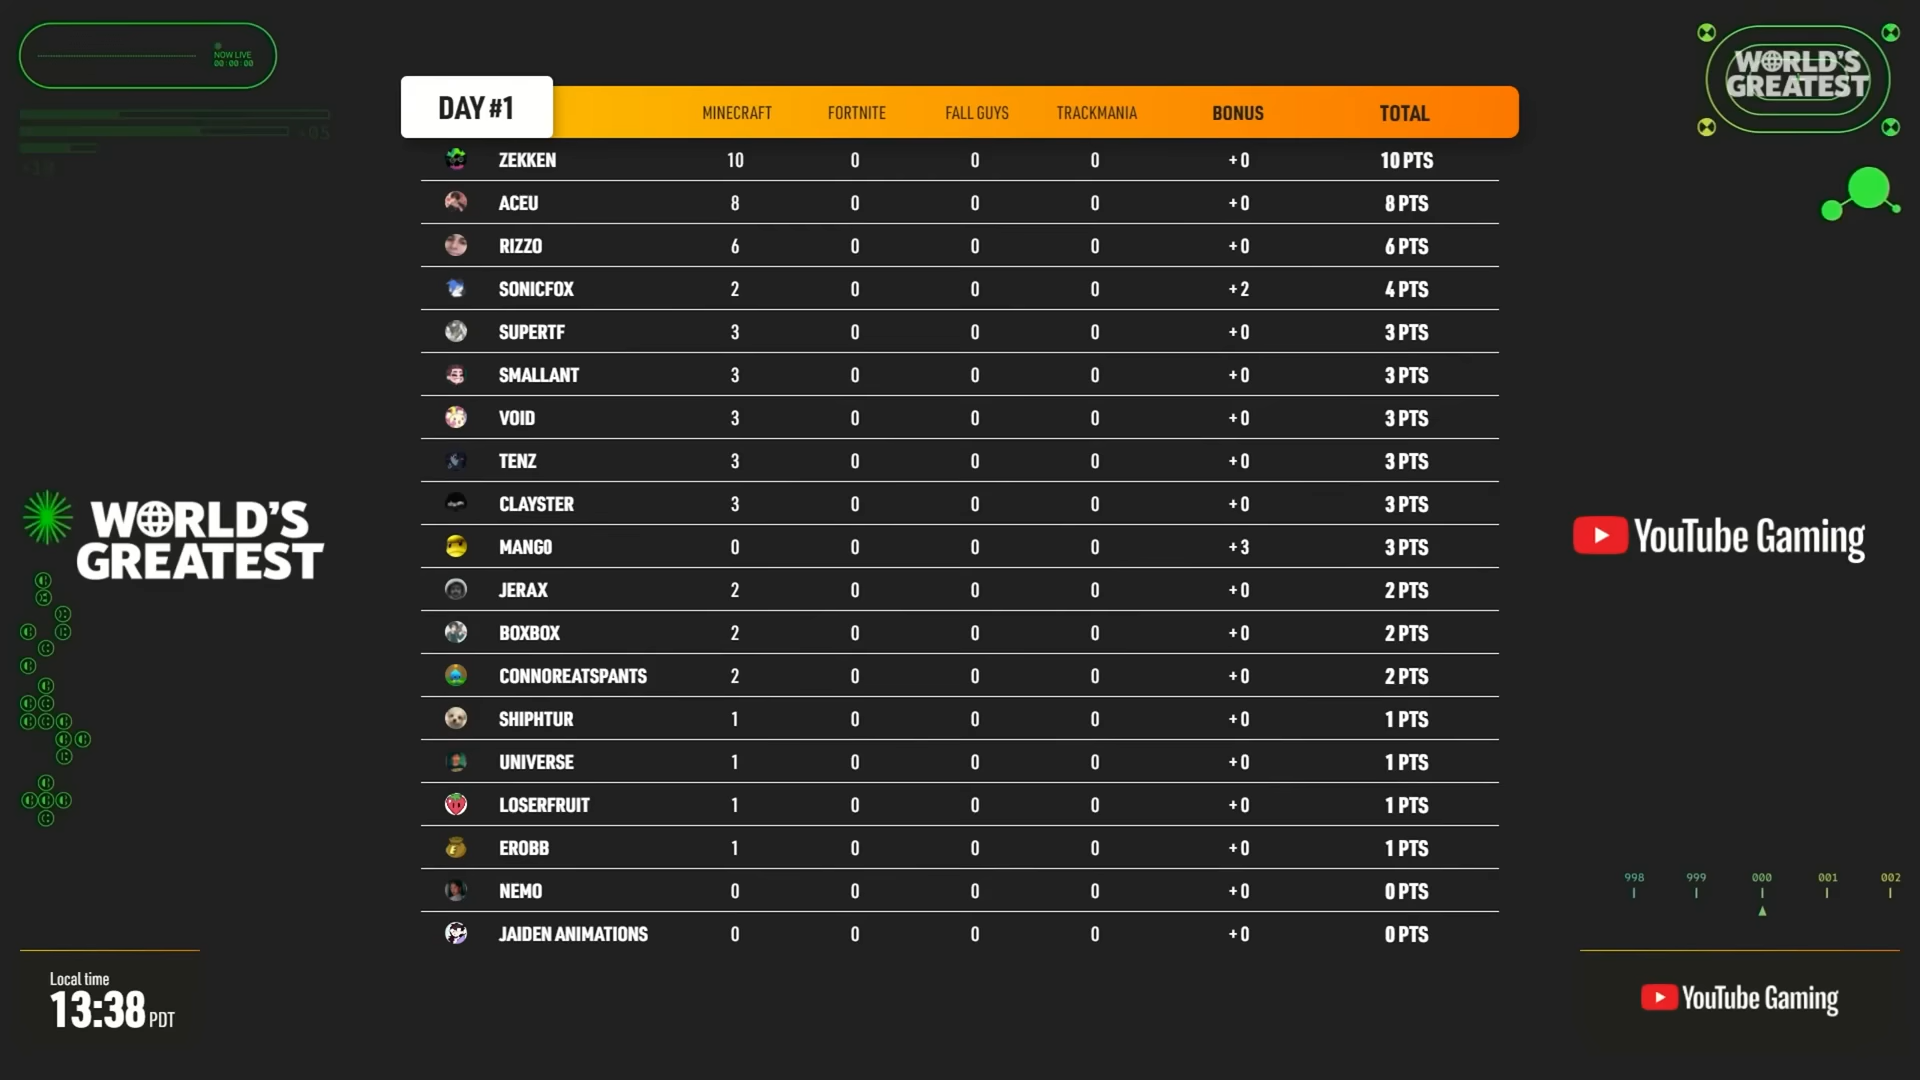 NOW LIVE
00:00:00
WORLD'S
GREATEST
DAY #1 MINECRAFT FORTNITE FALL GUYS TRACKMANIA BONUS TOTAL
ZEKKEN 10 0 0 0 +0 10 PTS
ACEU 8 0 0 0 +0 8 PTS
RIZZO 6 0 0 0 +0 6 PTS
SONICFOX 2 0 0 0 +2 4 PTS
SUPERTF 3 0 0 0 +0 3 PTS
SMALLANT 3 0 0 0 +0 3 PTS
VOID 3 0 0 0 +0 3 PTS
TENZ 3 0 0 0 +0 3 PTS
CLAYSTER 3 0 0 0 +0 3 PTS
MANGO 0 0 0 0 +3 3 PTS
JERAX 2 0 0 0 +0 2 PTS
BOXBOX 2 0 0 0 +0 2 PTS
CONNOREATSPANTS 2 0 0 0 +0 2 PTS
SHIPHTUR 1 0 0 0 +0 1 PTS
UNIVERSE 1 0 0 0 +0 1 PTS
LOSERFRUIT 1 0 0 0 +0 1 PTS
EROBB 1 0 0 0 +0 1 PTS
NEMO 0 0 0 0 +0 0 PTS
JAIDEN ANIMATIONS 0 0 0 0 +0 0 PTS
WORLD'S
GREATEST
YouTube Gaming
998 999 000 001 002
Local time
13:38 PDT
YouTube Gaming